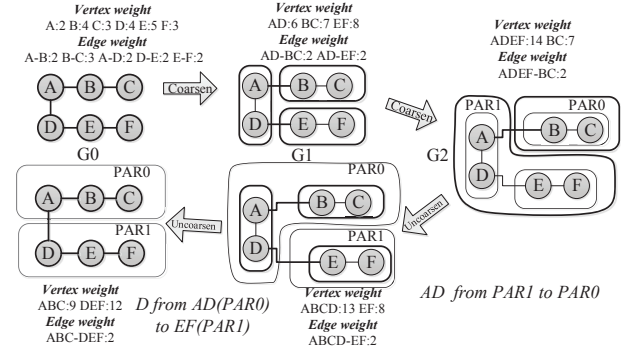 Vertex weight
A:2 B:4 C:3 D:4 E:5 F:3
Edge weight
A-B:2 B-C:3 A-D:2 D-E:2 E-F:2
A B C
D E F
G0
Coarsen
Vertex weight
AD:6 BC:7 EF:8
Edge weight
AD-BC:2 AD-EF:2
A B C
D E F
G1
Coarsen
Vertex weight
ADEF:14 BC:7
Edge weight
ADEF-BC:2
PAR1 PAR0
A B C
D E F
G2
Uncoarsen
AD from PAR1 to PAR0
PAR0
A B C
D
PAR1
E F
Vertex weight
ABCD:13 EF:8
Edge weight
ABCD-EF:2
Uncoarsen
D from AD(PAR0)
to EF(PAR1)
PAR0
A B C
PAR1
D E F
Vertex weight
ABC:9 DEF:12
Edge weight
ABC-DEF:2